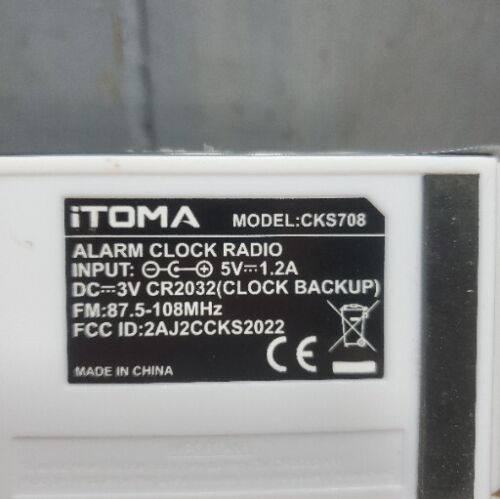 iTOMA MODEL:CKS708
ALARM CLOCK RADIO
INPUT: ⊖-C-⊕ 5V⎓1.2A
DC⎓3V CR2032(CLOCK BACKUP)
FM:87.5-108MHz
FCC ID:2AJ2CCKS2022
CE
MADE IN CHINA